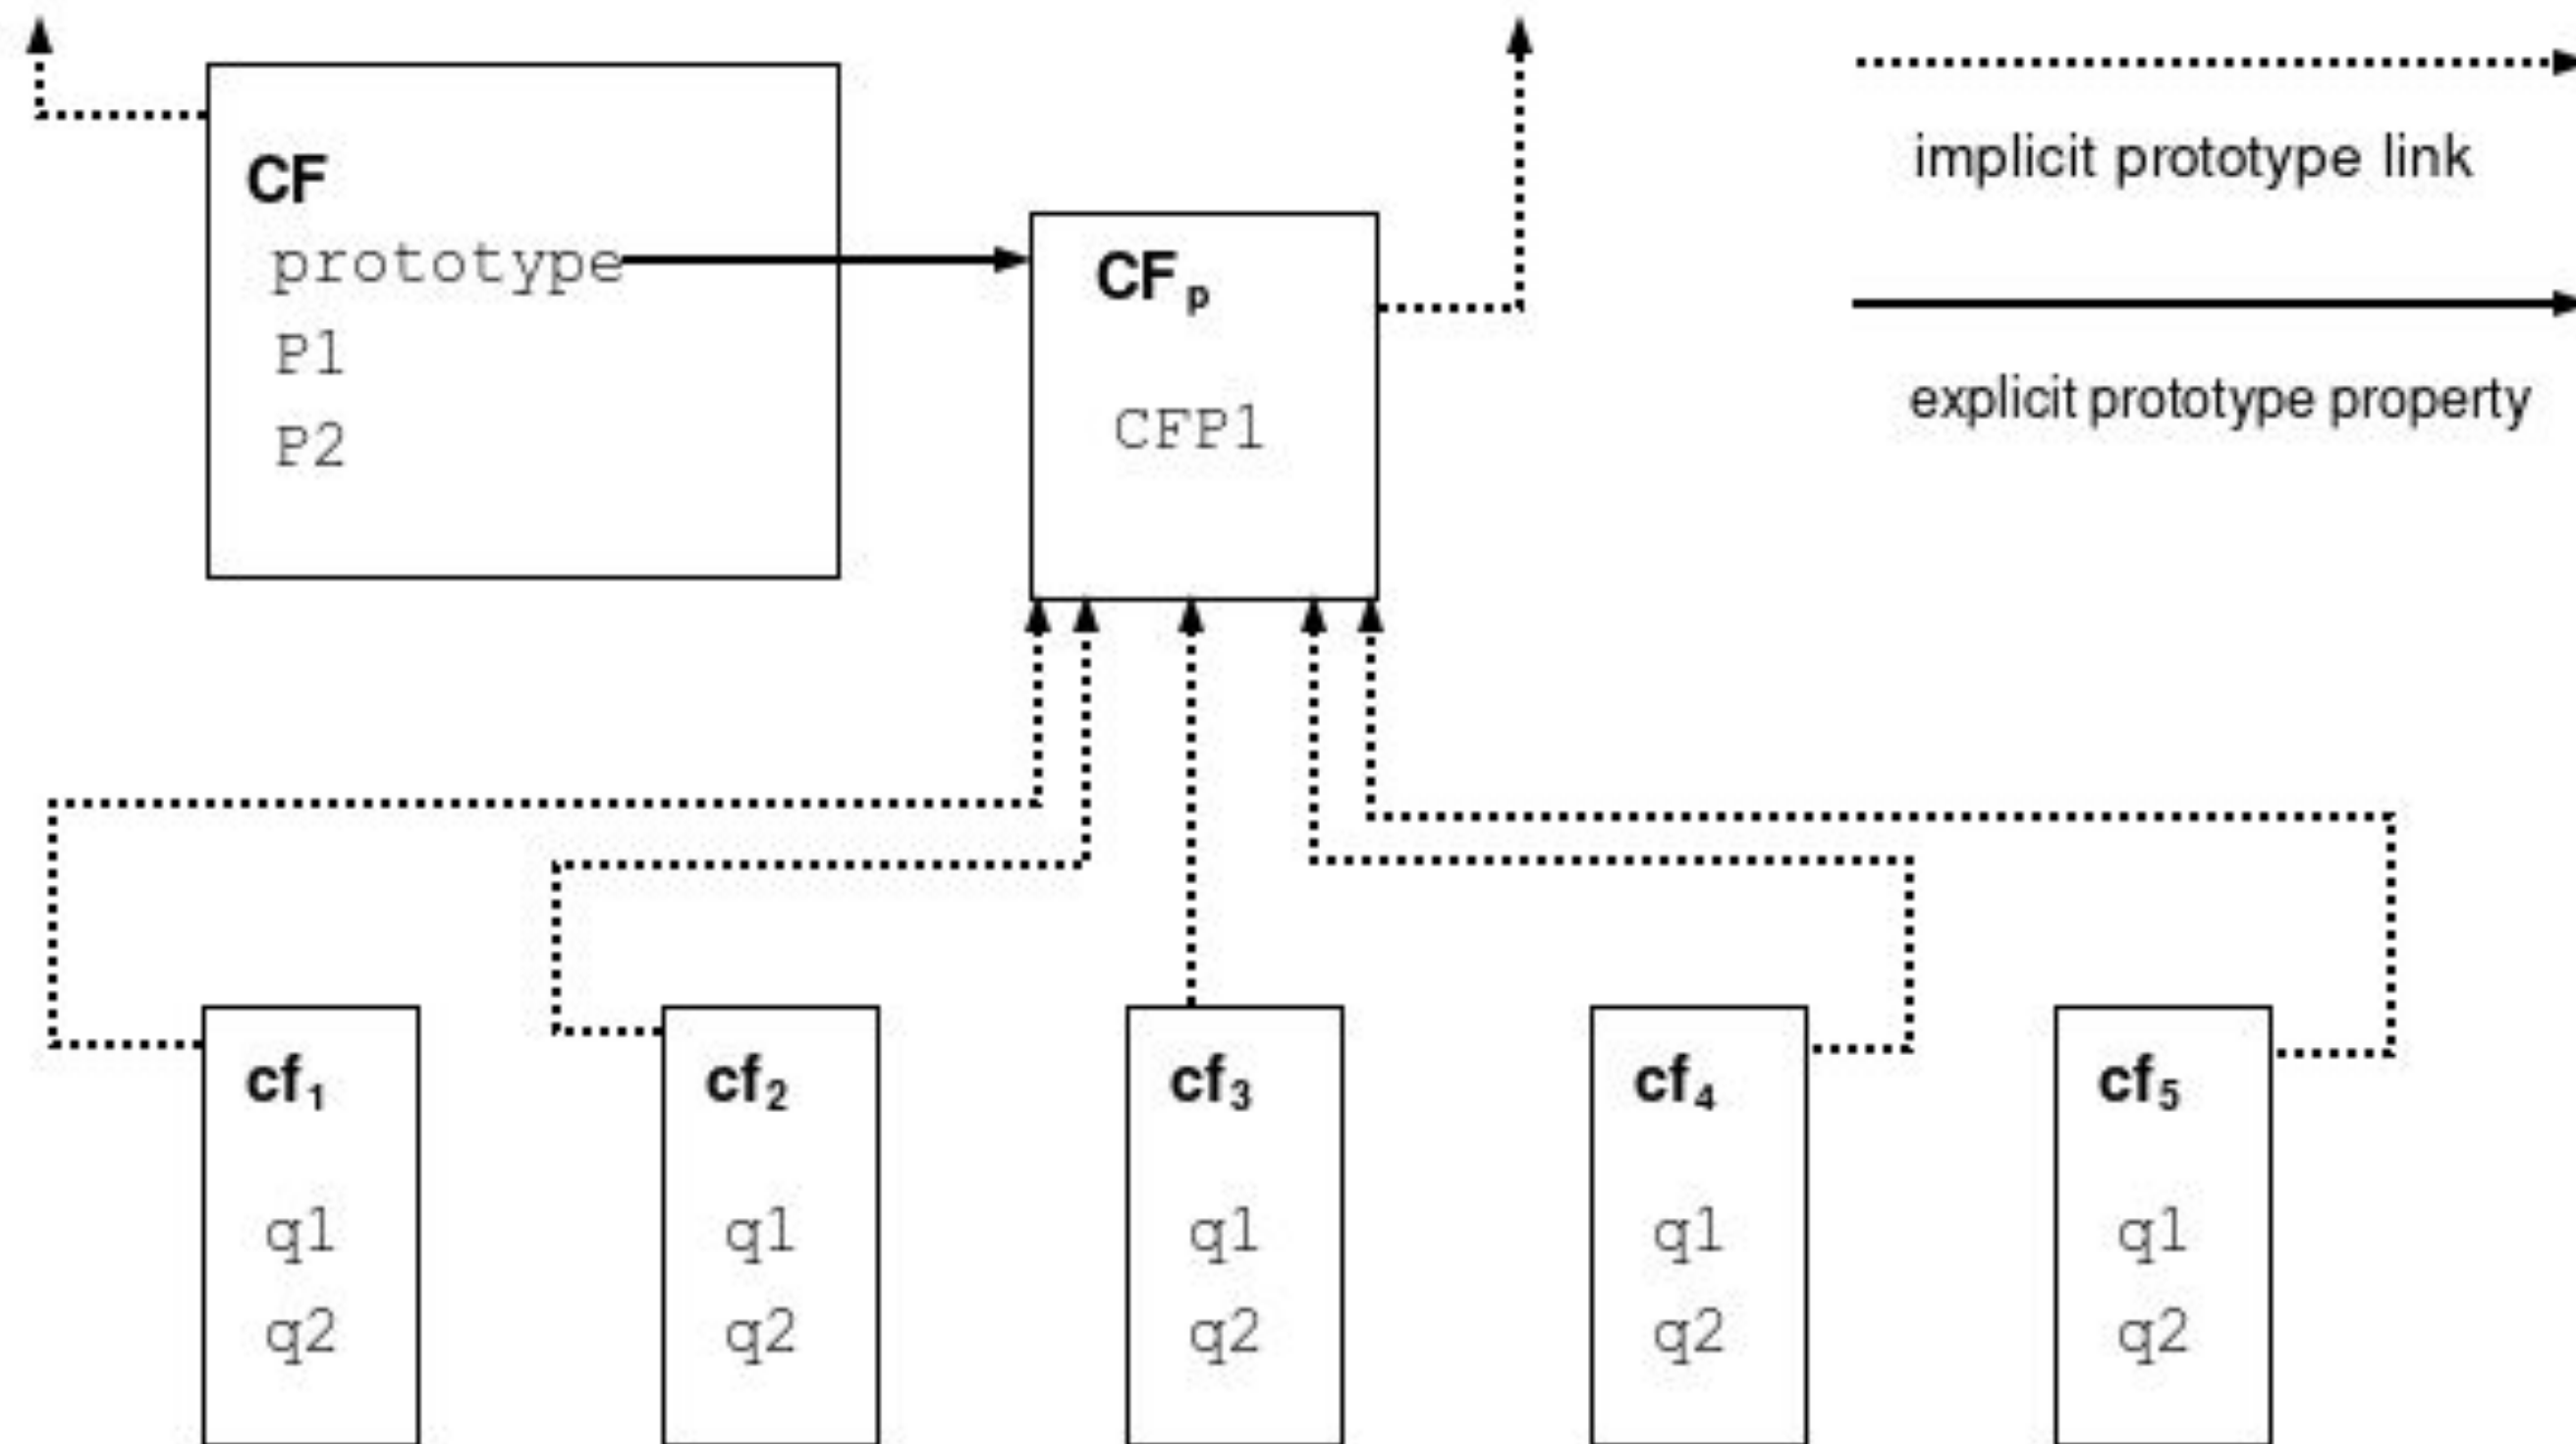 CF
prototype
P1
P2
CFp
CFP1
implicit prototype link
explicit prototype property
cf1
q1
q2
cf2
q1
q2
cf3
q1
q2
cf4
q1
q2
cf5
q1
q2